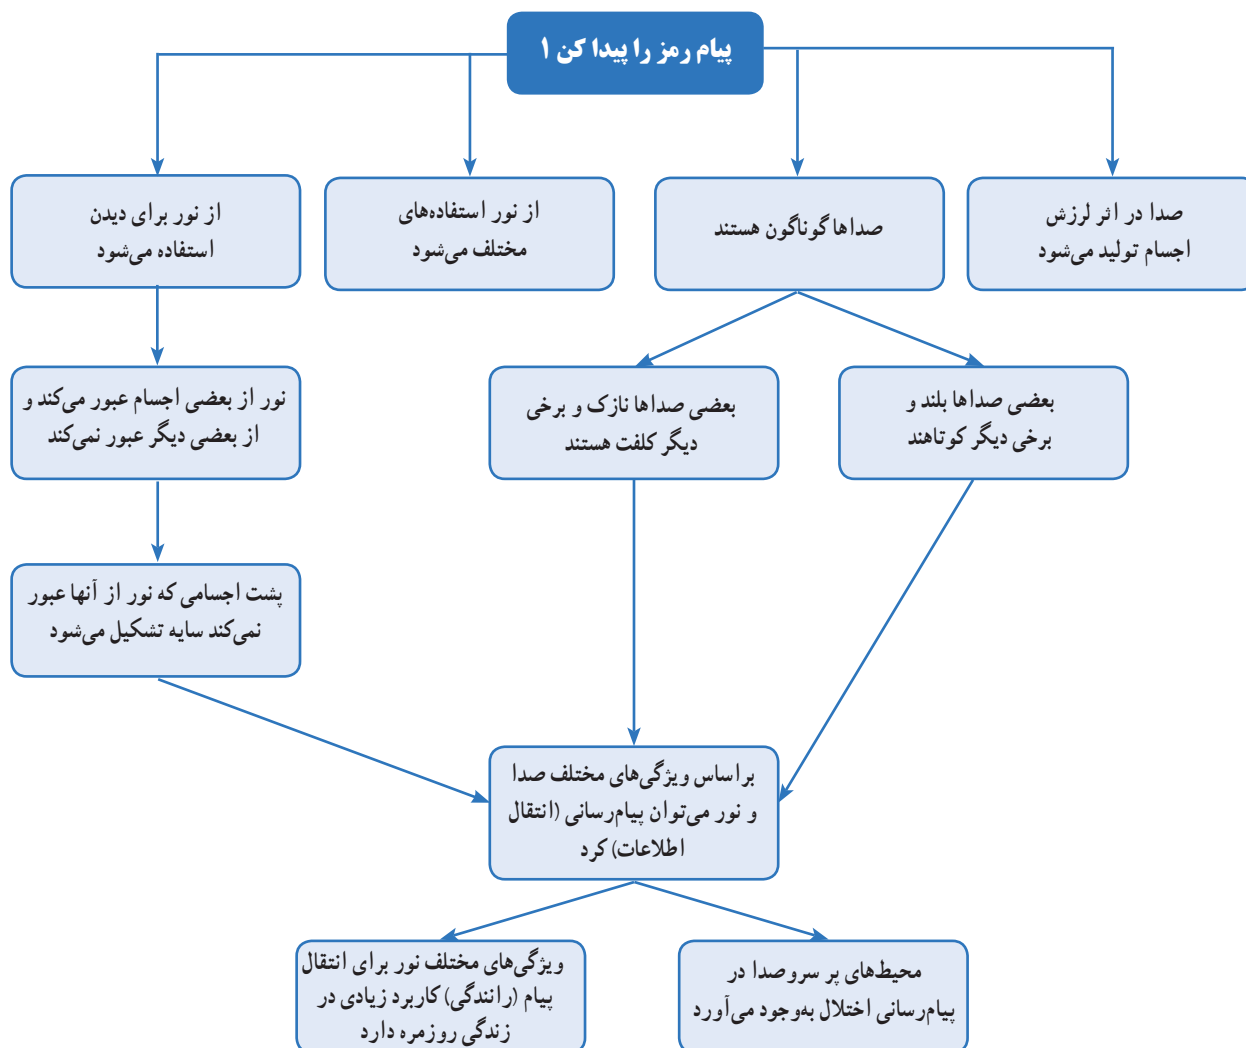 پیام رمز را پیدا کن ۱
صدا در اثر لرزش
اجسام تولید می‌شود
صداها گوناگون هستند
از نور استفاده‌های
مختلف می‌شود
از نور برای دیدن
استفاده می‌شود
بعضی صداها بلند و
برخی دیگر کوتاهند
بعضی صداها نازک و برخی
دیگر کلفت هستند
نور از بعضی اجسام عبور می‌کند و
از بعضی دیگر عبور نمی‌کند
پشت اجسامی که نور از آنها عبور
نمی‌کند سایه تشکیل می‌شود
براساس ویژگی‌های مختلف صدا
و نور می‌توان پیام‌رسانی (انتقال
اطلاعات) کرد
محیط‌های پر سروصدا در
پیام‌رسانی اختلال به‌وجود می‌آورد
ویژگی‌های مختلف نور برای انتقال
پیام (رانندگی) کاربرد زیادی در
زندگی روزمره دارد